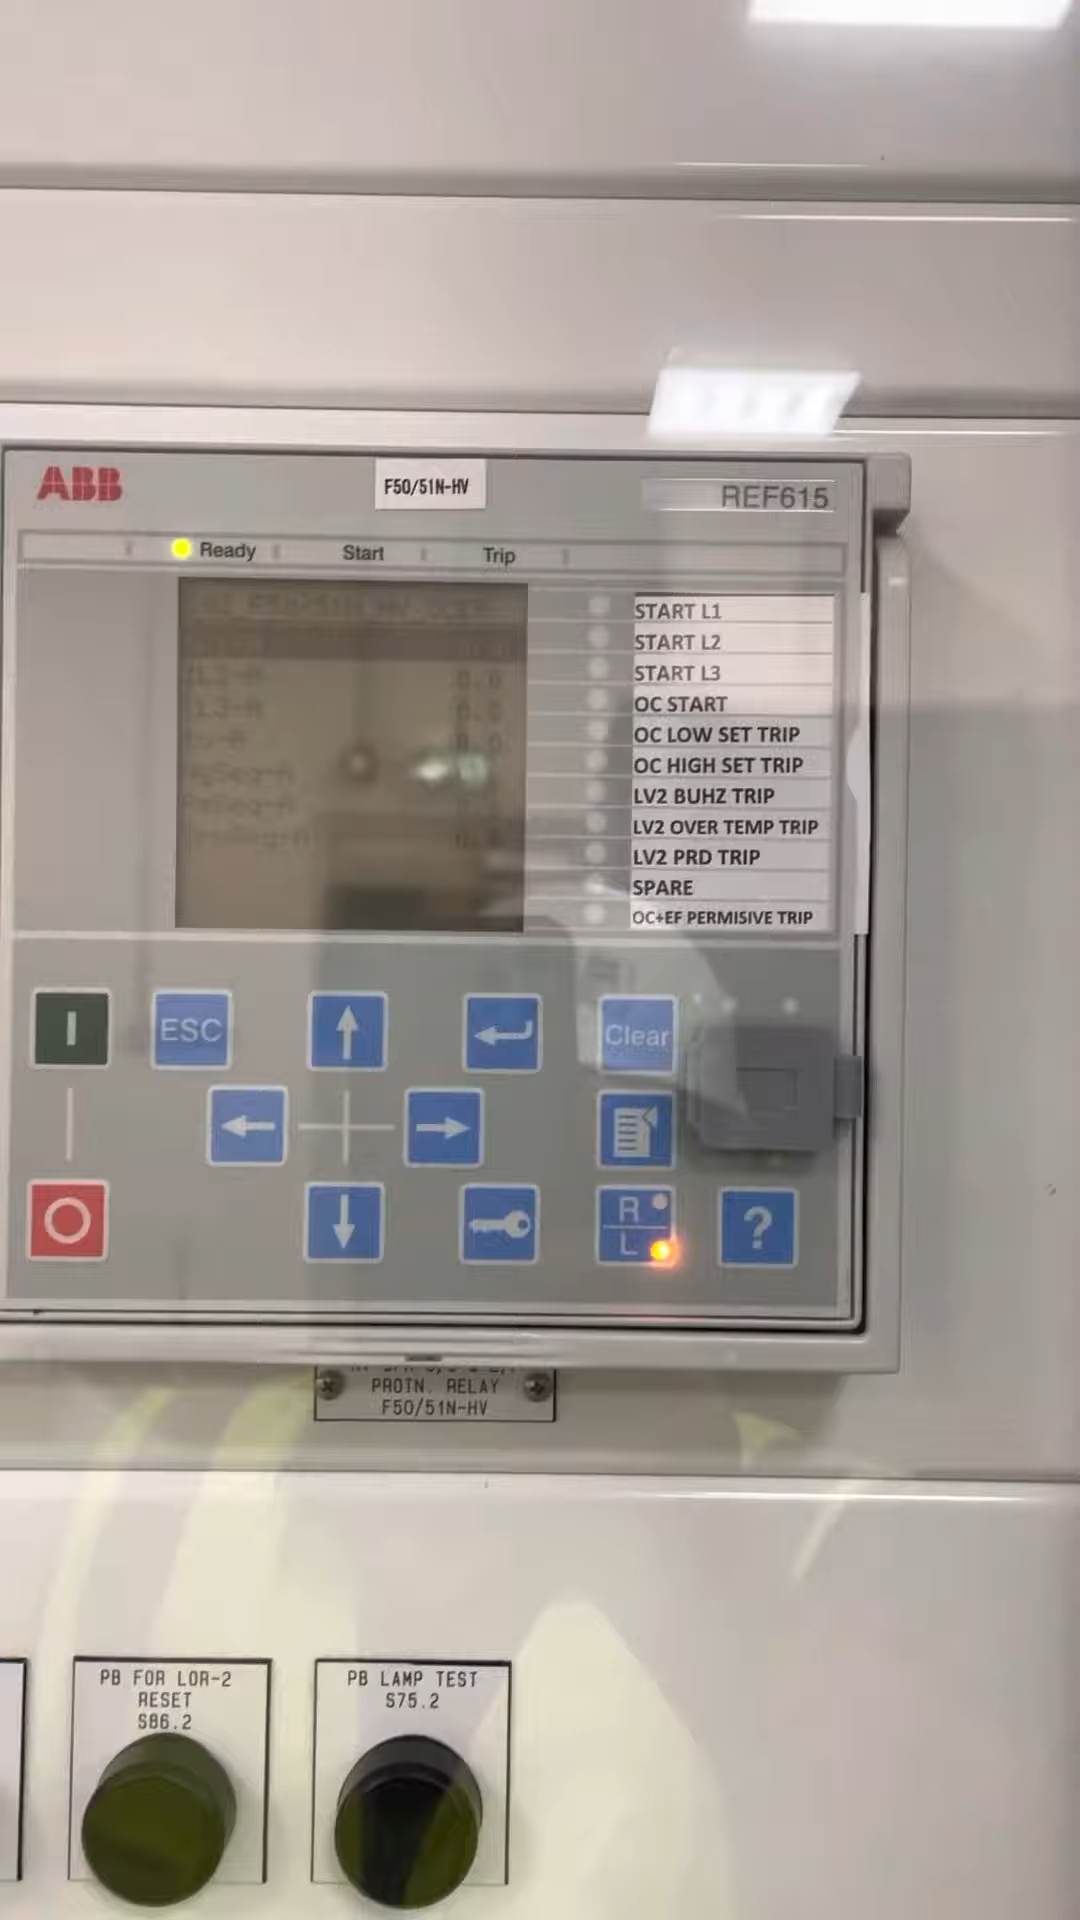 ABB
F50/51N-HV
REF615
Ready
Start
Trip
START L1
START L2
START L3
OC START
OC LOW SET TRIP
OC HIGH SET TRIP
LV2 BUHZ TRIP
LV2 OVER TEMP TRIP
LV2 PRD TRIP
SPARE
OC+EF PERMISIVE TRIP
I
ESC
Clear
R
L
?
PROTN. RELAY
F50/51N-HV
PB FOR LOR-2
RESET
S86.2
PB LAMP TEST
S75.2